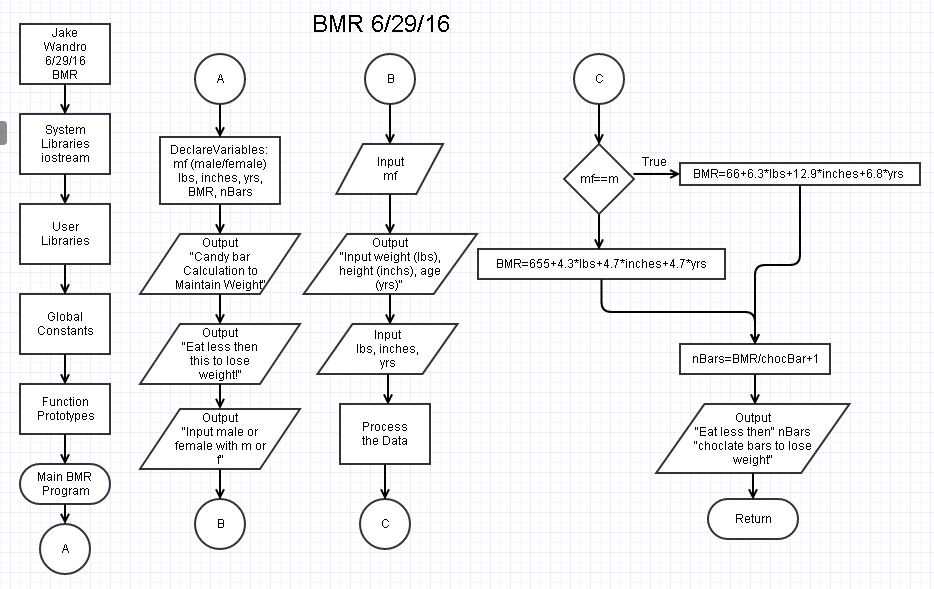 BMR 6/29/16
Jake
Wandro
6/29/16
BMR
System
Libraries
iostream
User
Libraries
Global
Constants
Function
Prototypes
Main BMR
Program
A
A
DeclareVariables:
mf (male/female)
lbs, inches, yrs,
BMR, nBars
Output
"Candy bar
Calculation to
Maintain Weight"
Output
"Eat less then
this to lose
weight!"
Output
"Input male or
female with m or
f"
B
B
Input
mf
Output
"Input weight (lbs),
height (inchs), age
(yrs)"
Input
lbs, inches,
yrs
Process
the Data
C
C
mf==m
True
BMR=66+6.3*lbs+12.9*inches+6.8*yrs
BMR=655+4.3*lbs+4.7*inches+4.7*yrs
nBars=BMR/chocBar+1
Output
"Eat less then" nBars
"choclate bars to lose
weight"
Return